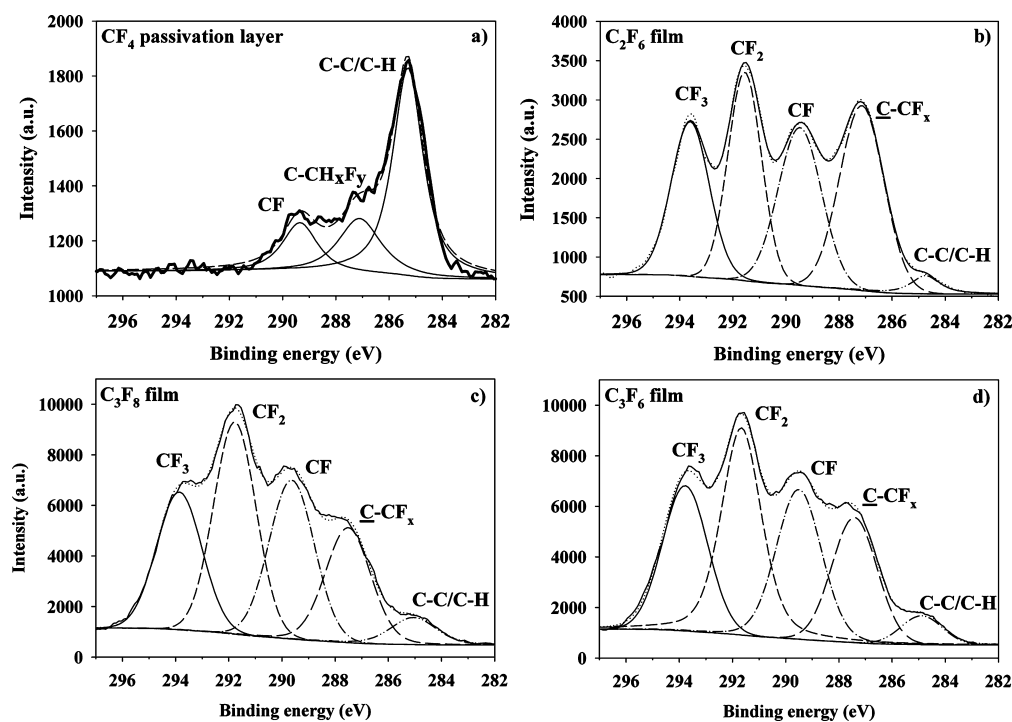 CF4 passivation layer
a)
C-C/C-H
C-CHxFy
CF
2000
1800
1600
1400
1200
1000
Intensity (a.u.)
296 294 292 290 288 286 284 282
Binding energy (eV)
C2F6 film
b)
CF2
CF3
CF
C-CFx
C-C/C-H
4000
3500
3000
2500
2000
1500
1000
500
Intensity (a.u.)
296 294 292 290 288 286 284 282
Binding energy (eV)
C3F8 film
c)
CF2
CF3
CF
C-CFx
C-C/C-H
10000
8000
6000
4000
2000
0
Intensity (a.u.)
296 294 292 290 288 286 284 282
Binding energy (eV)
C3F6 film
d)
CF2
CF3
CF
C-CFx
C-C/C-H
10000
8000
6000
4000
2000
0
Intensity (a.u.)
296 294 292 290 288 286 284 282
Binding energy (eV)